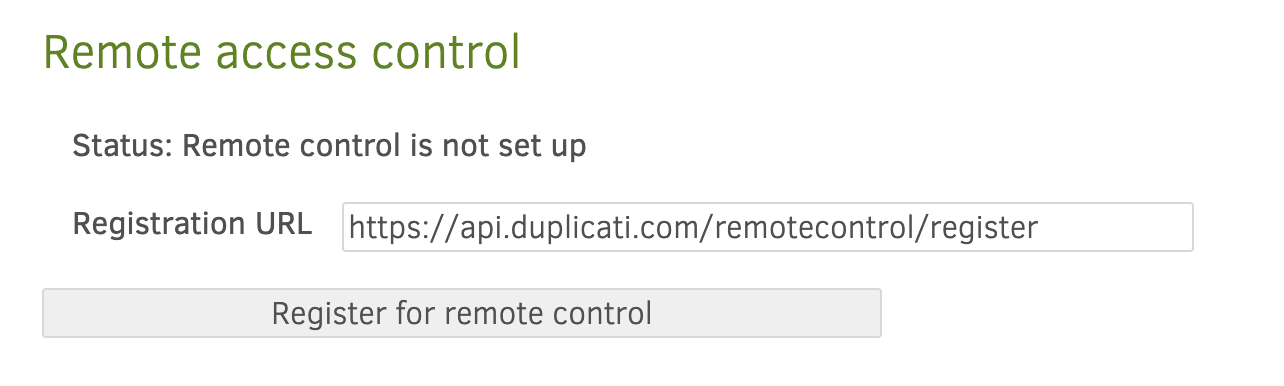 Remote access control
Status: Remote control is not set up
Registration URL https://api.duplicati.com/remotecontrol/register
Register for remote control